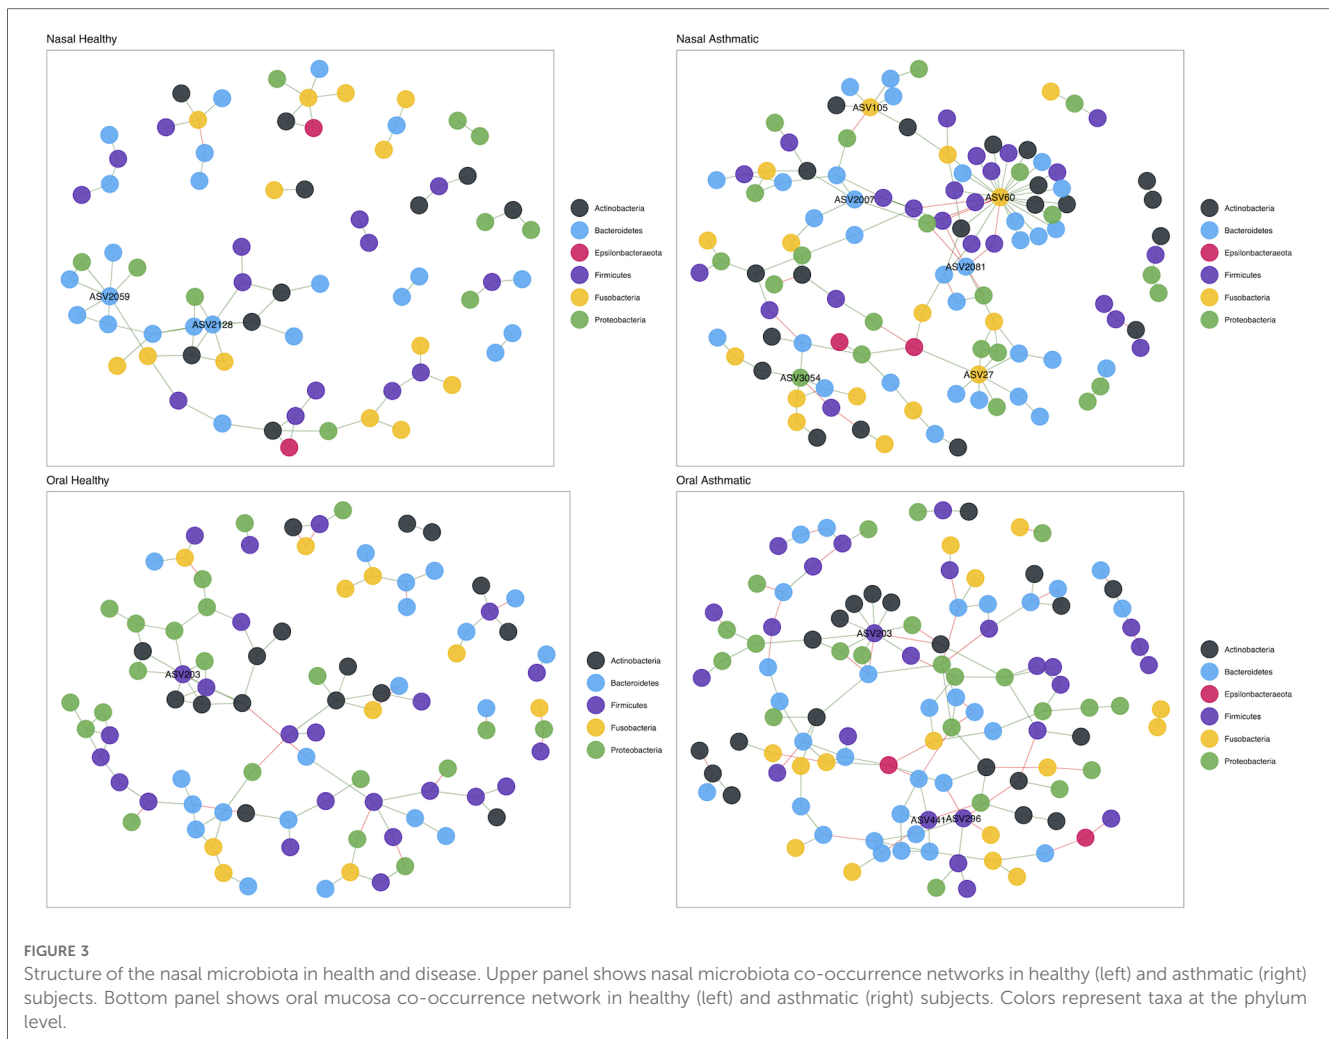 Nasal Healthy
ASV2059
ASV2128
Actinobacteria
Bacteroidetes
Epsilonbacteraeota
Firmicutes
Fusobacteria
Proteobacteria
Nasal Asthmatic
ASV105
ASV60
ASV2007
ASV2081
ASV3054
ASV27
Actinobacteria
Bacteroidetes
Epsilonbacteraeota
Firmicutes
Fusobacteria
Proteobacteria
Oral Healthy
ASV203
Actinobacteria
Bacteroidetes
Firmicutes
Fusobacteria
Proteobacteria
Oral Asthmatic
ASV203
ASV441
ASV296
Actinobacteria
Bacteroidetes
Epsilonbacteraeota
Firmicutes
Fusobacteria
Proteobacteria
FIGURE 3
Structure of the nasal microbiota in health and disease. Upper panel shows nasal microbiota co-occurrence networks in healthy (left) and asthmatic (right)
subjects. Bottom panel shows oral mucosa co-occurrence network in healthy (left) and asthmatic (right) subjects. Colors represent taxa at the phylum
level.